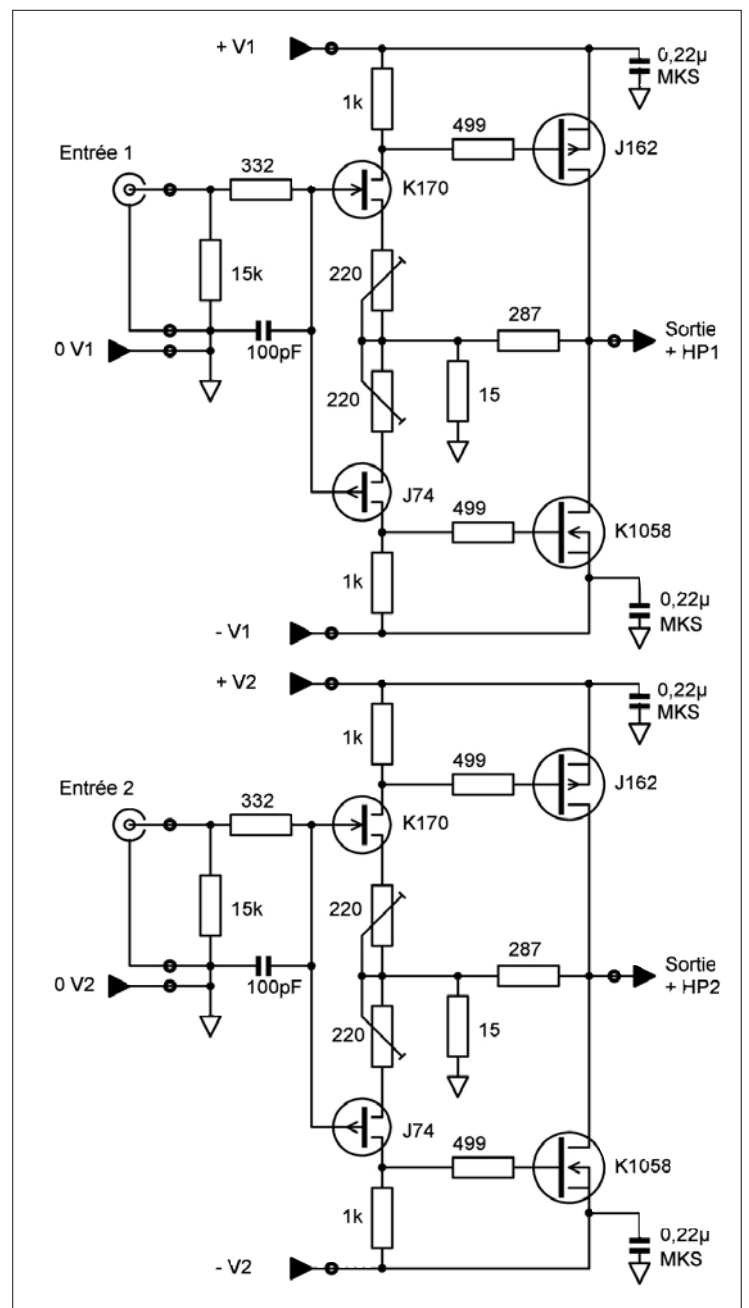 + V1
0,22µ
MKS
1k
499
J162
Entrée 1
332
K170
15k
220
287
Sortie
+ HP1
0 V1
100pF
15
220
J74
499
K1058
1k
0,22µ
MKS
- V1
+ V2
0,22µ
MKS
1k
499
J162
Entrée 2
332
K170
15k
220
287
Sortie
+ HP2
0 V2
100pF
15
220
J74
499
K1058
1k
0,22µ
MKS
- V2